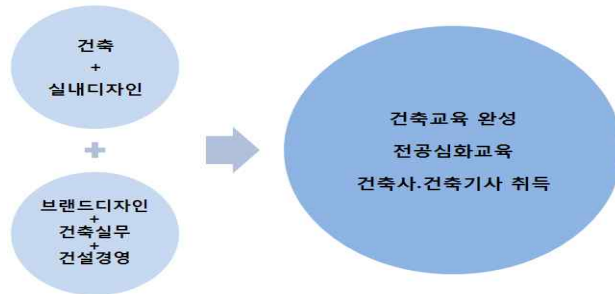 건축
+
실내디자인
+
브랜드디자인
+
건축실무
+
건설경영
건축교육 완성
전공심화교육
건축사.건축기사 취득